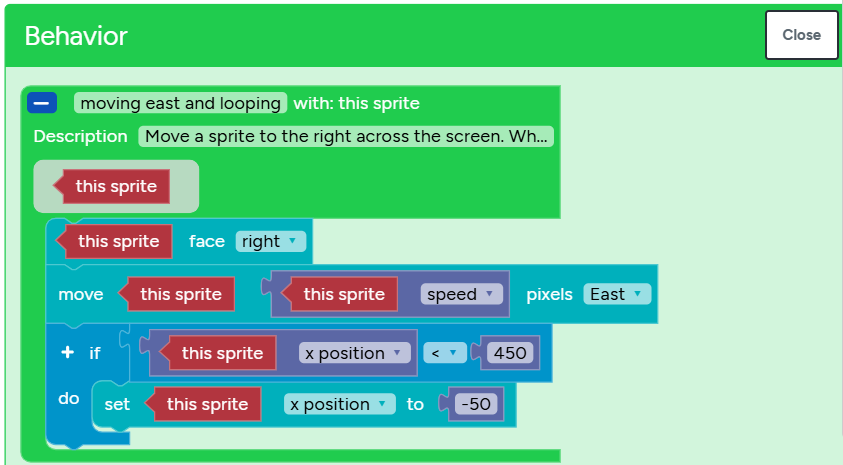 Behavior
Close
moving east and looping with: this sprite
Description Move a sprite to the right across the screen. Wh...
this sprite
this sprite face right
move this sprite this sprite speed pixels East
+ if this sprite x position < 450
do set this sprite x position to -50